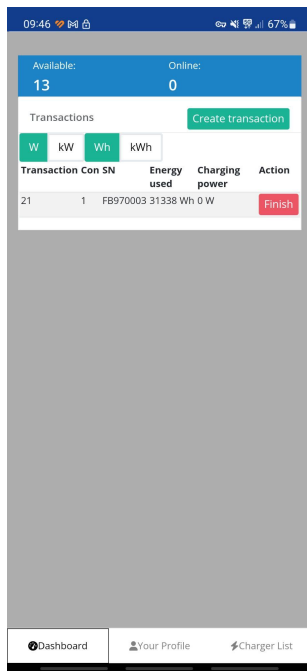 09:46 67%
Available: Online:
13 0
Transactions Create transaction
W kW Wh kWh
Transaction Con SN Energy used Charging power Action
21 1 FB970003 31338 Wh 0 W Finish
Dashboard Your Profile Charger List